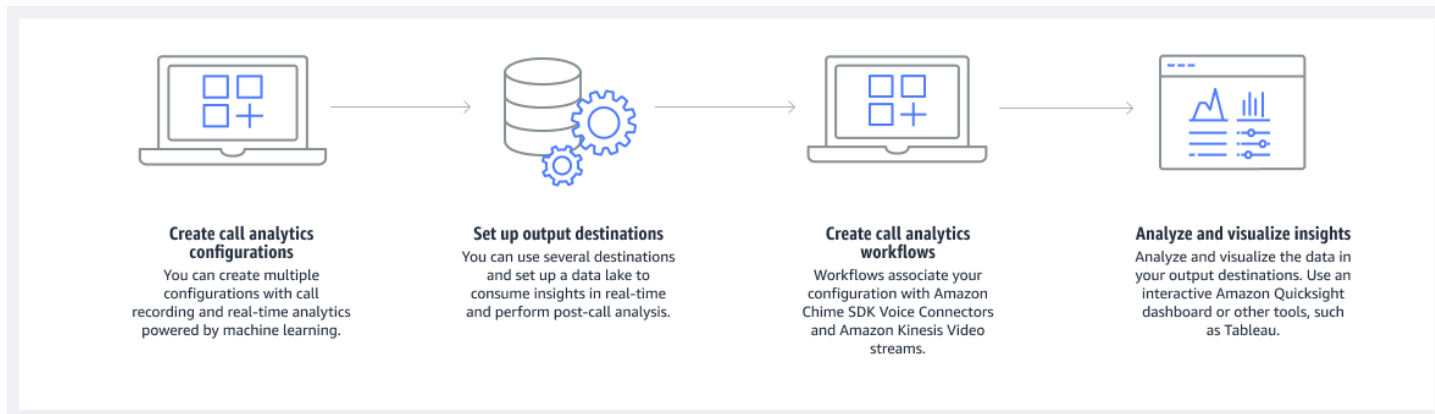 Create call analytics
configurations
You can create multiple
configurations with call
recording and real-time analytics
powered by machine learning.
Set up output destinations
You can use several destinations
and set up a data lake to
consume insights in real-time
and perform post-call analysis.
Create call analytics
workflows
Workflows associate your
configuration with Amazon
Chime SDK Voice Connectors
and Amazon Kinesis Video
streams.
Analyze and visualize insights
Analyze and visualize the data in
your output destinations. Use an
interactive Amazon Quicksight
dashboard or other tools, such
as Tableau.